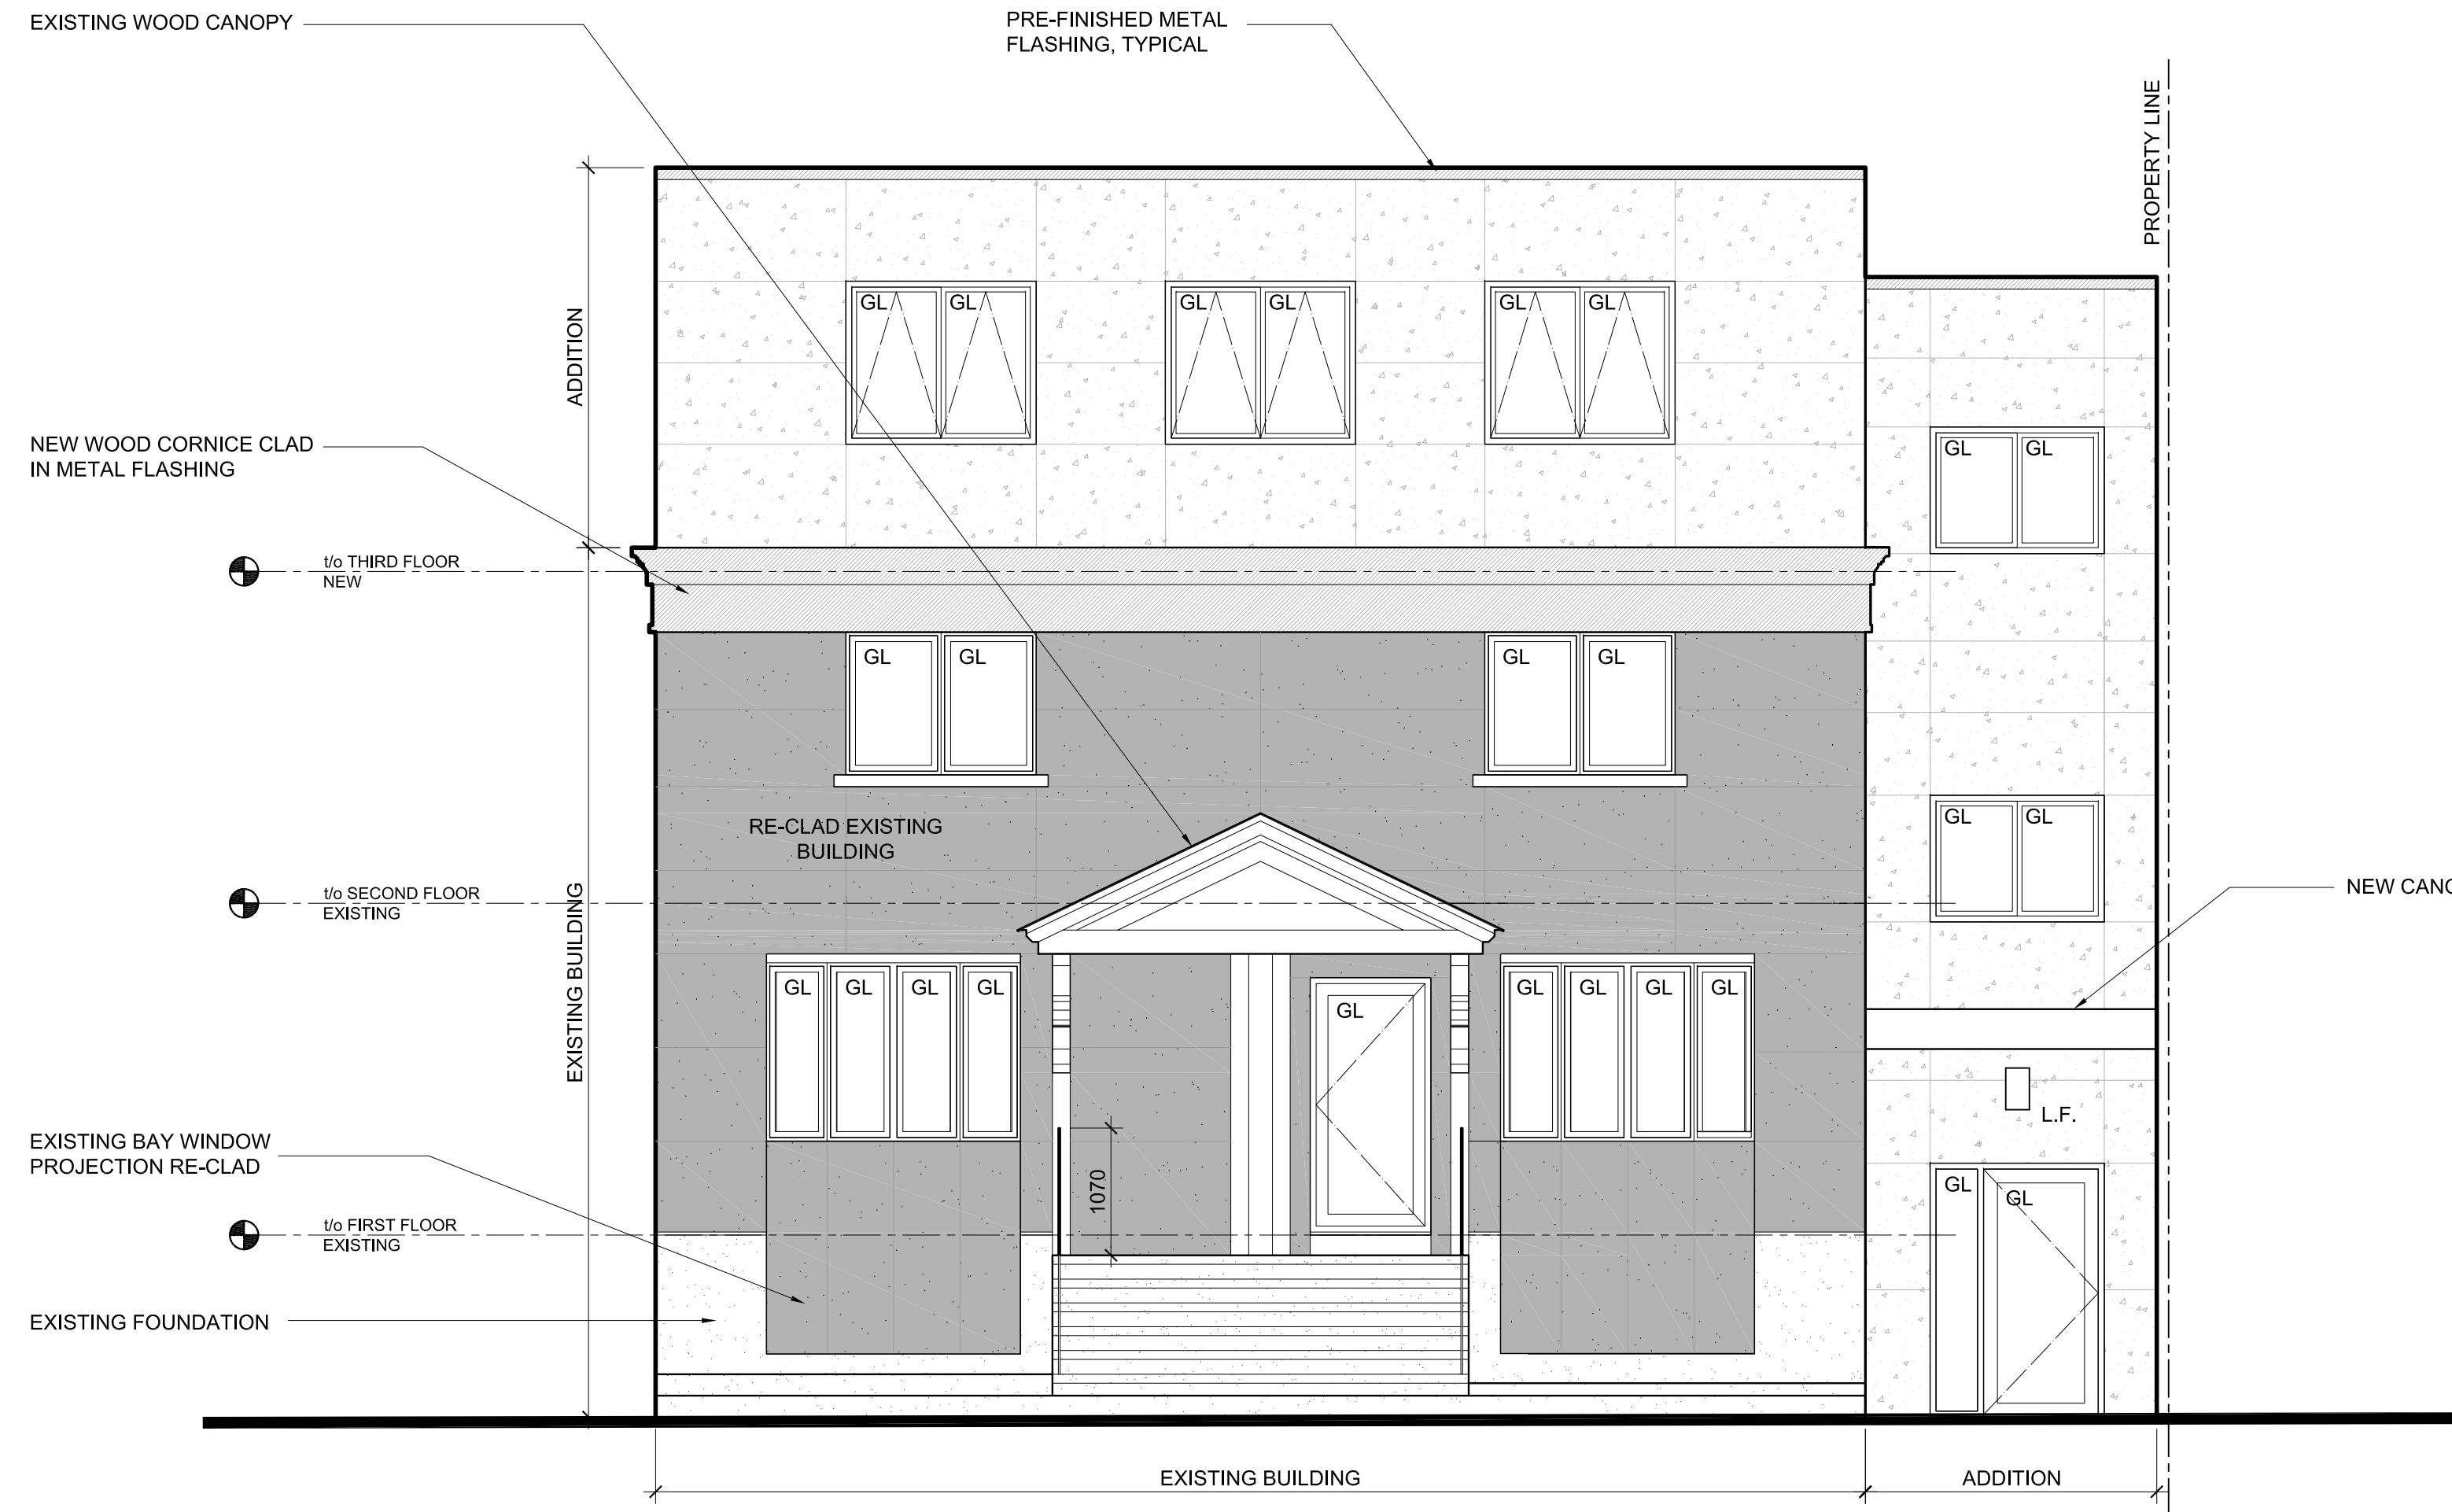 EXISTING WOOD CANOPY
PRE-FINISHED METAL
FLASHING, TYPICAL
PROPERTY LINE
ADDITION
GL GL GL GL GL GL
NEW WOOD CORNICE CLAD
IN METAL FLASHING
GL GL
t/o THIRD FLOOR
NEW
GL GL GL GL
RE-CLAD EXISTING
BUILDING
GL GL
t/o SECOND FLOOR
EXISTING
EXISTING BUILDING
GL GL GL GL GL GL GL GL GL
L.F.
EXISTING BAY WINDOW
PROJECTION RE-CLAD
1070
GL GL
t/o FIRST FLOOR
EXISTING
EXISTING FOUNDATION
EXISTING BUILDING
ADDITION
NEW